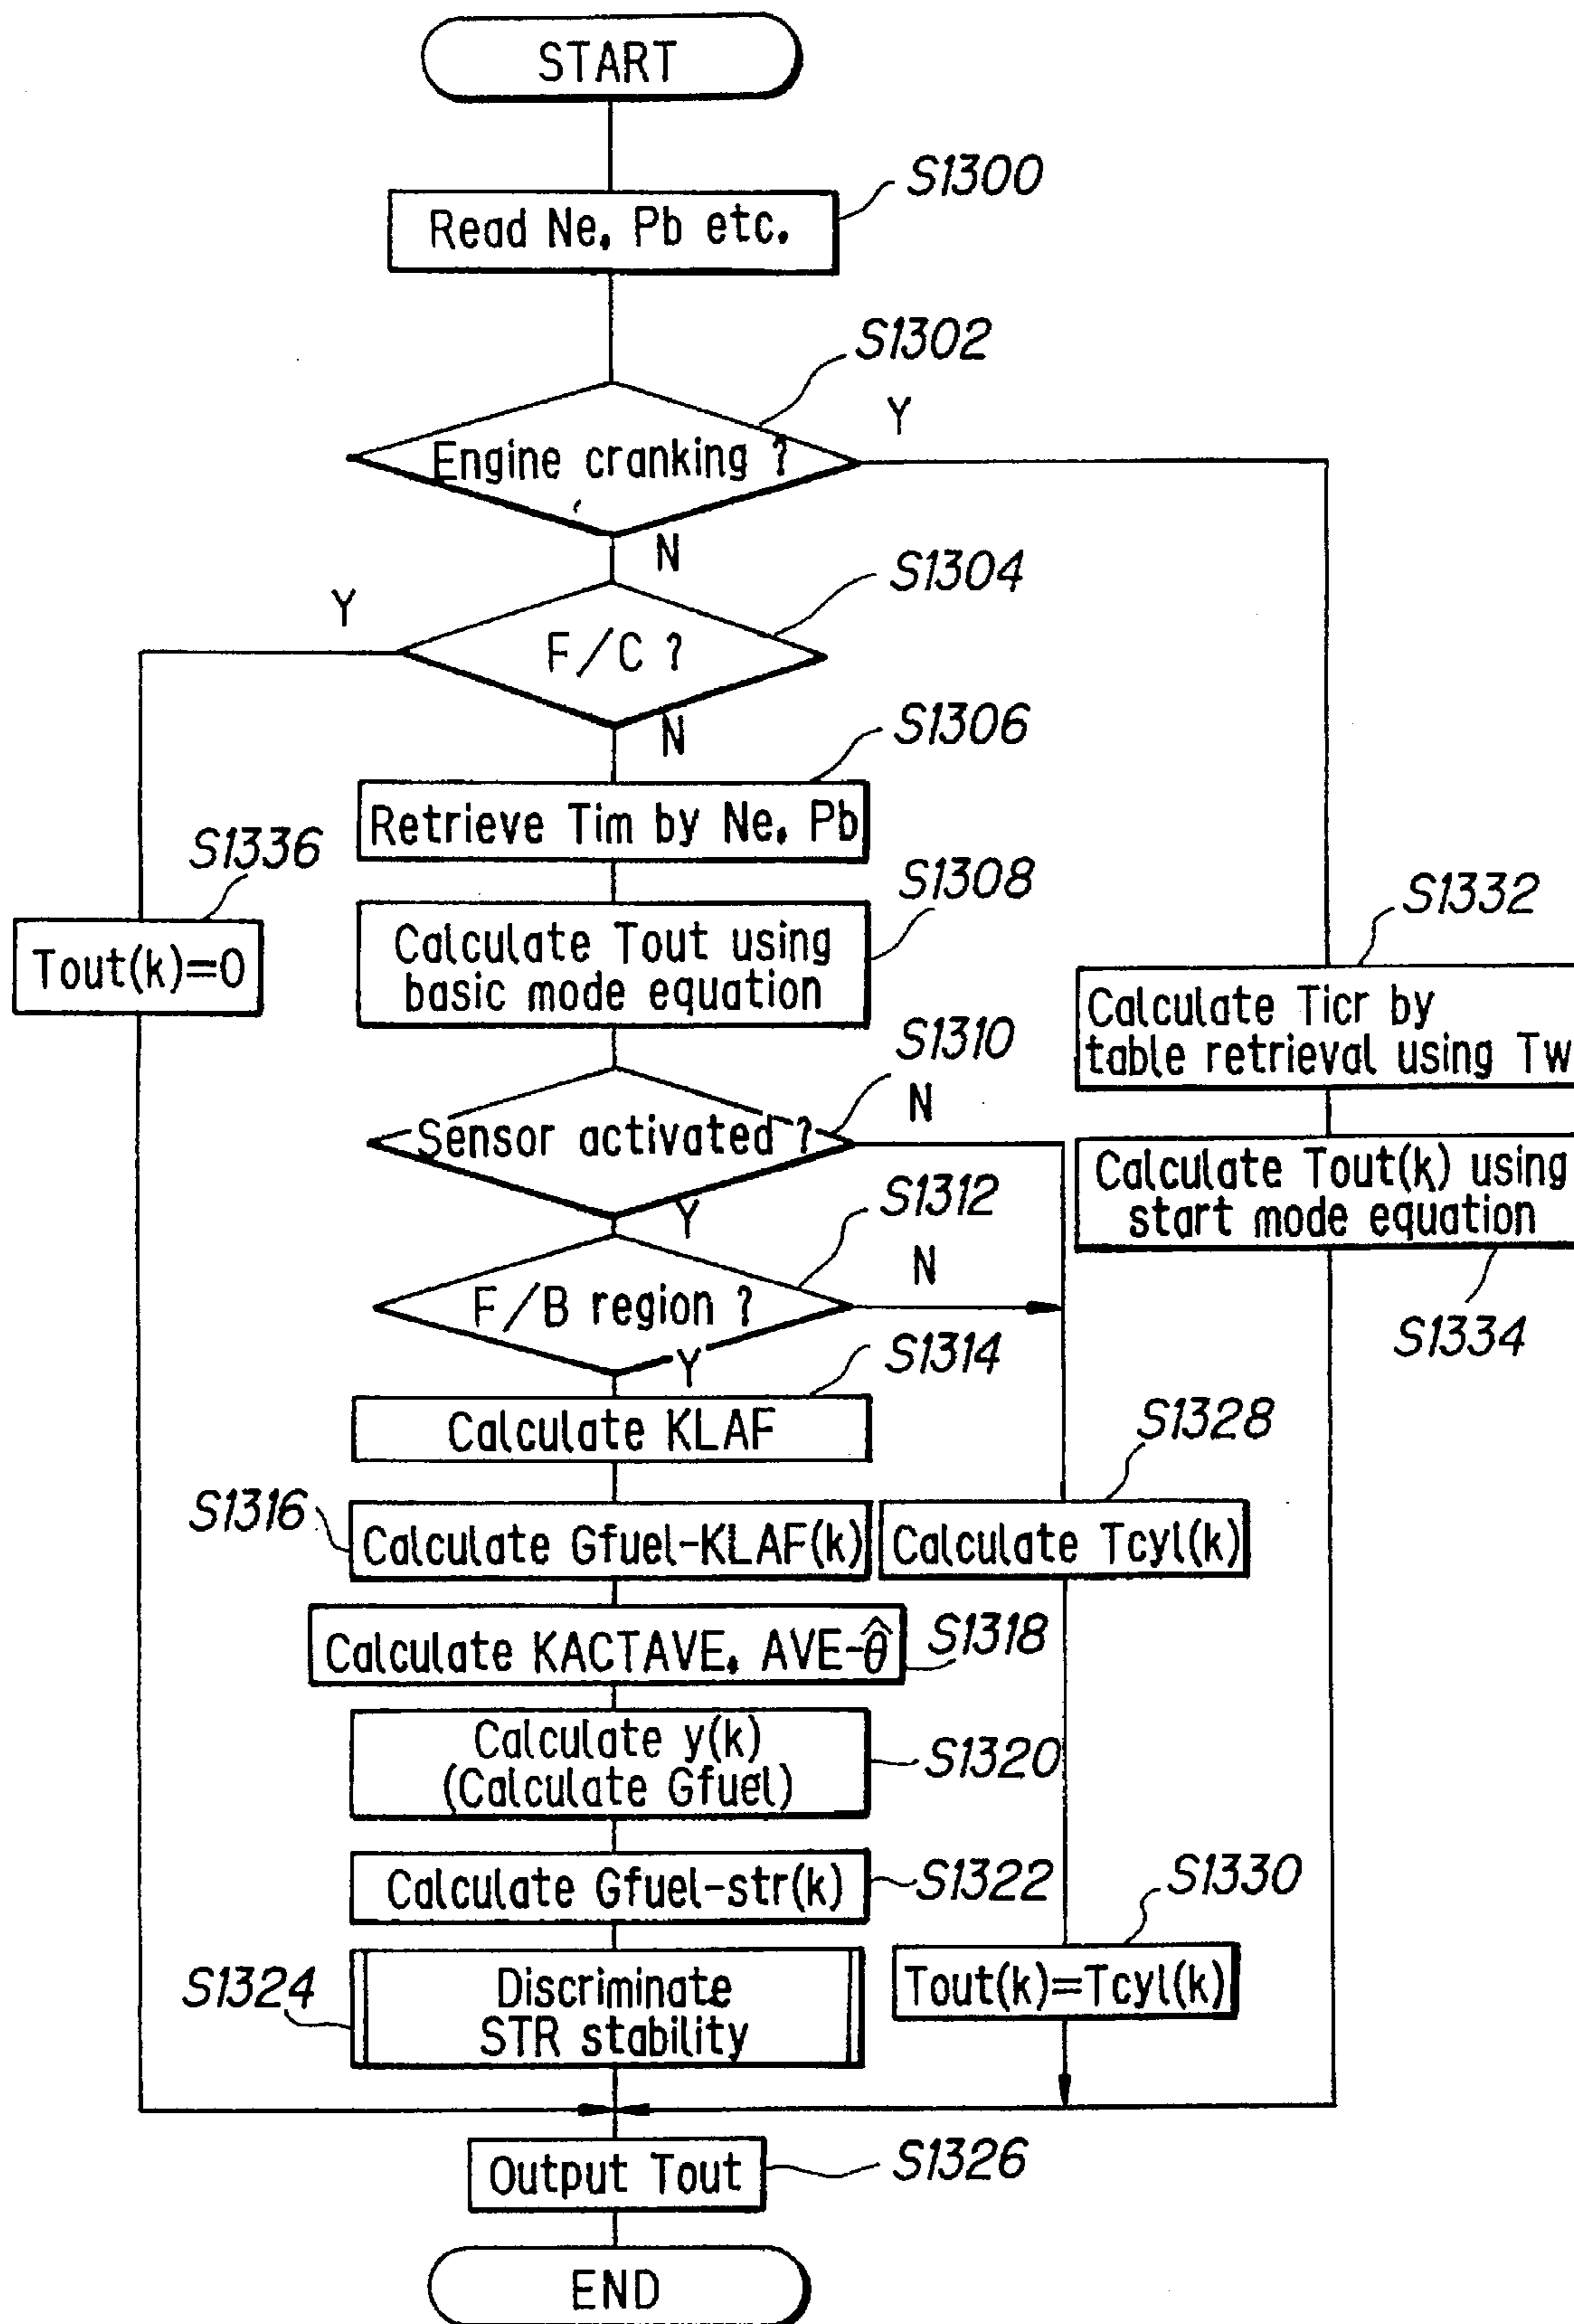 START
S1300
Read Ne. Pb etc.
S1302
Y
Engine cranking ?
N
S1304
Y
F/C ?
N
S1306
Retrieve Tim by Ne. Pb
S1336
S1308
Tout(k)=0
Calculate Tout using
basic mode equation
S1332
Calculate Ticr by
table retrieval using Tw
S1310
N
Sensor activated ?
Y
S1312
Calculate Tout(k) using
start mode equation
N
F/B region ?
S1334
Y
S1314
Calculate KLAF
S1328
S1316
Calculate Gfuel-KLAF(k)
Calculate Tcyl(k)
Calculate KACTAVE. AVE-θ̂
S1318
Calculate y(k)
(Calculate Gfuel)
S1320
Calculate Gfuel-str(k)
S1322
S1330
S1324
Discriminate
STR stability
Tout(k)=Tcyl(k)
Output Tout
S1326
END